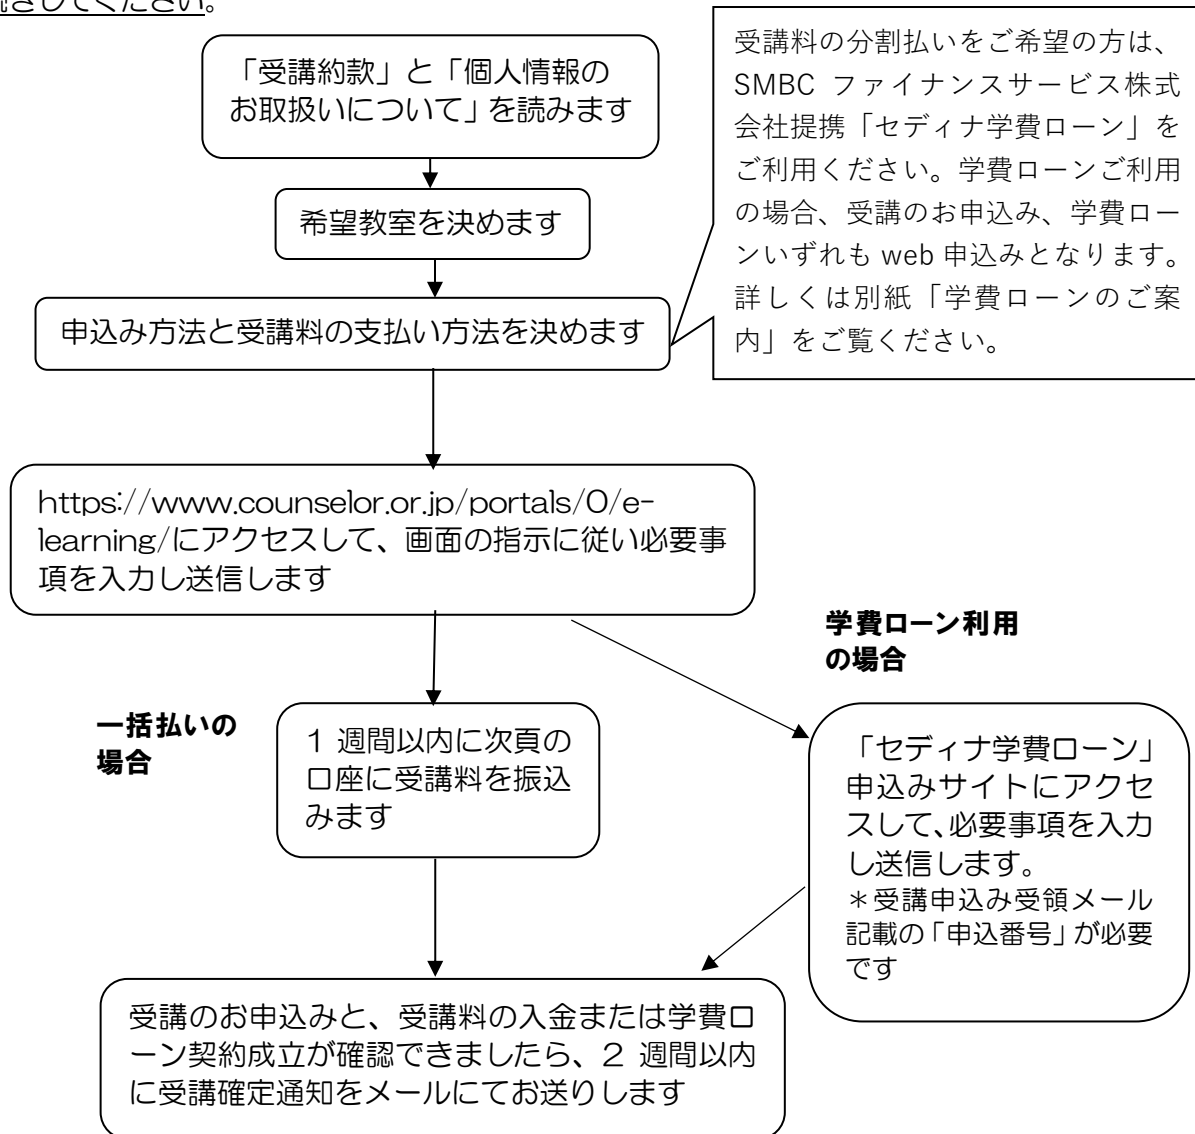 続きしてください。
「受講約款」と「個人情報の
お取扱いについて」を読みます
希望教室を決めます
申込み方法と受講料の支払い方法を決めます
受講料の分割払いをご希望の方は、
SMBC ファイナンスサービス株式
会社提携「セディナ学費ローン」を
ご利用ください。学費ローンご利用
の場合、受講のお申込み、学費ロー
ンいずれも web 申込みとなります。
詳しくは別紙「学費ローンのご案
内」をご覧ください。
https://www.counselor.or.jp/portals/0/e-
learning/にアクセスして、画面の指示に従い必要事
項を入力し送信します
一括払いの
場合
1 週間以内に次頁の
口座に受講料を振込
みます
学費ローン利用
の場合
「セディナ学費ローン」
申込みサイトにアクセ
スして、必要事項を入力
し送信します。
＊受講申込み受領メール
記載の「申込番号」が必要
です
受講のお申込みと、受講料の入金または学費ロ
ーン契約成立が確認できましたら、2 週間以内
に受講確定通知をメールにてお送りします